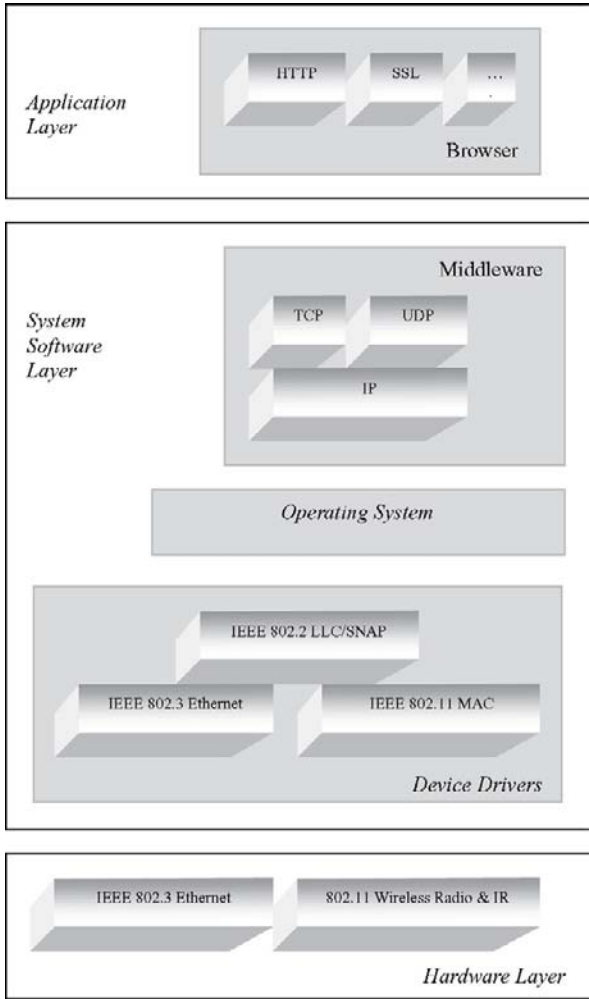 HTTP
SSL
...
.
Application
Layer
Browser
Middleware
System
Software
Layer
TCP
UDP
IP
Operating System
IEEE 802.2 LLC/SNAP
IEEE 802.3 Ethernet
IEEE 802.11 MAC
Device Drivers
IEEE 802.3 Ethernet
802.11 Wireless Radio & IR
Hardware Layer